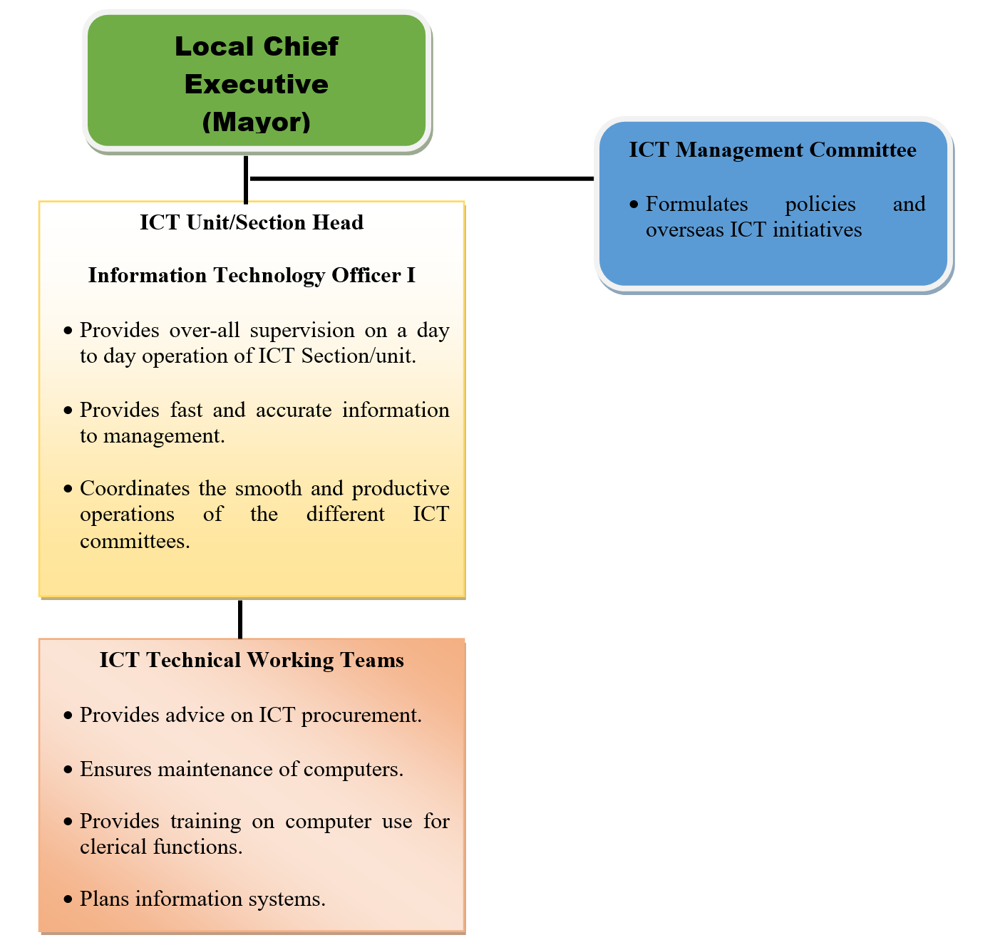 Local Chief
Executive
(Mayor)
ICT Management Committee
• Formulates policies and
overseas ICT initiatives
ICT Unit/Section Head
Information Technology Officer I
• Provides over-all supervision on a day
to day operation of ICT Section/unit.
• Provides fast and accurate information
to management.
• Coordinates the smooth and productive
operations of the different ICT
committees.
ICT Technical Working Teams
• Provides advice on ICT procurement.
• Ensures maintenance of computers.
• Provides training on computer use for
clerical functions.
• Plans information systems.